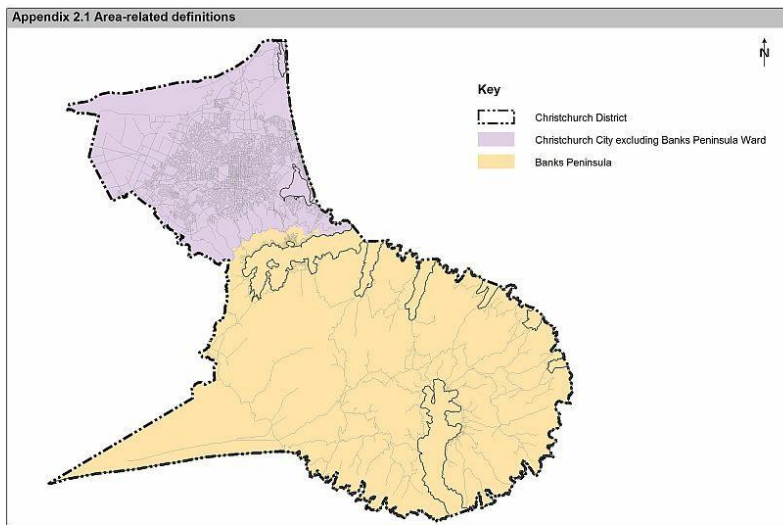 Appendix 2.1 Area-related definitions
N
Key
Christchurch District
Christchurch City excluding Banks Peninsula Ward
Banks Peninsula